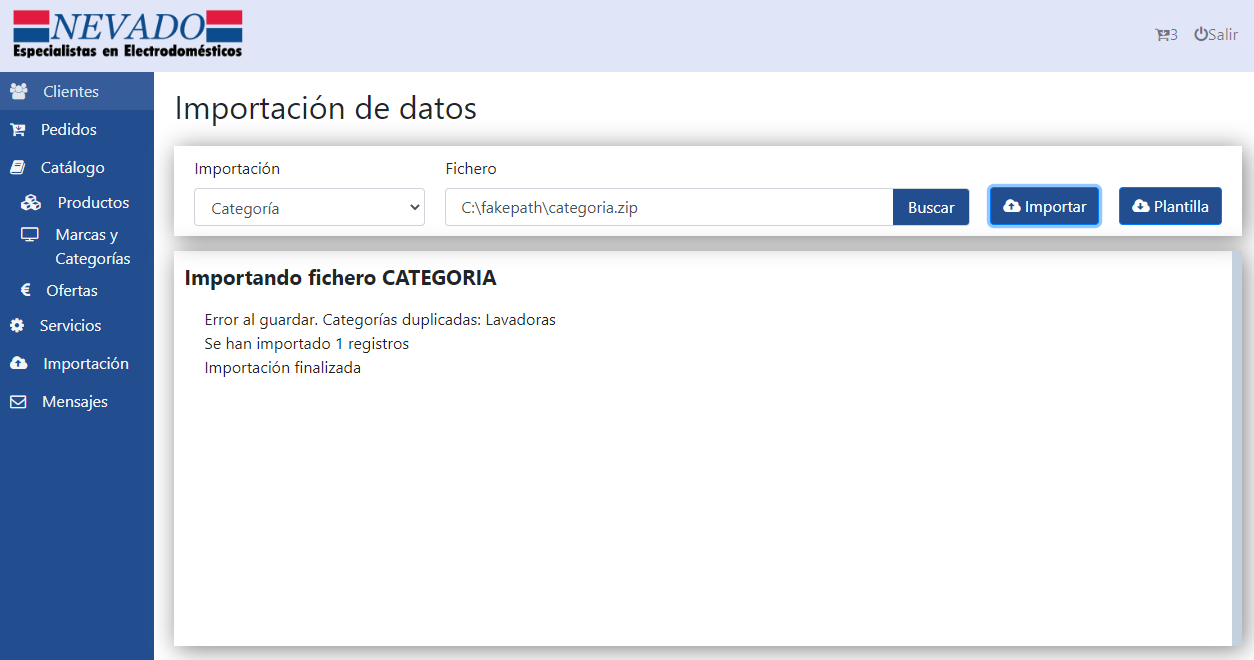 NEVADO
Especialistas en Electrodomésticos
3
Salir
Clientes
Pedidos
Catálogo
Productos
Marcas y
Categorías
€ Ofertas
Servicios
Importación
Mensajes
Importación de datos
Importación
Fichero
Categoría
C:\fakepath\categoria.zip
Buscar
Importar
Plantilla
Importando fichero CATEGORIA
Error al guardar. Categorías duplicadas: Lavadoras
Se han importado 1 registros
Importación finalizada